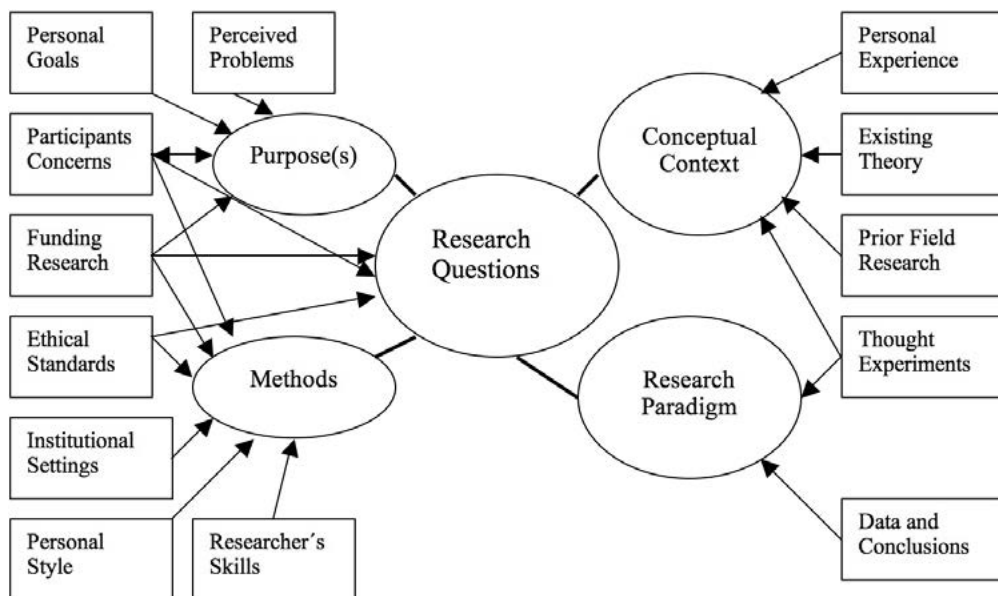 Personal
Goals
Perceived
Problems
Participants
Concerns
Purpose(s)
Funding
Research
Ethical
Standards
Methods
Institutional
Settings
Personal
Style
Researcher´s
Skills
Research
Questions
Conceptual
Context
Research
Paradigm
Personal
Experience
Existing
Theory
Prior Field
Research
Thought
Experiments
Data and
Conclusions